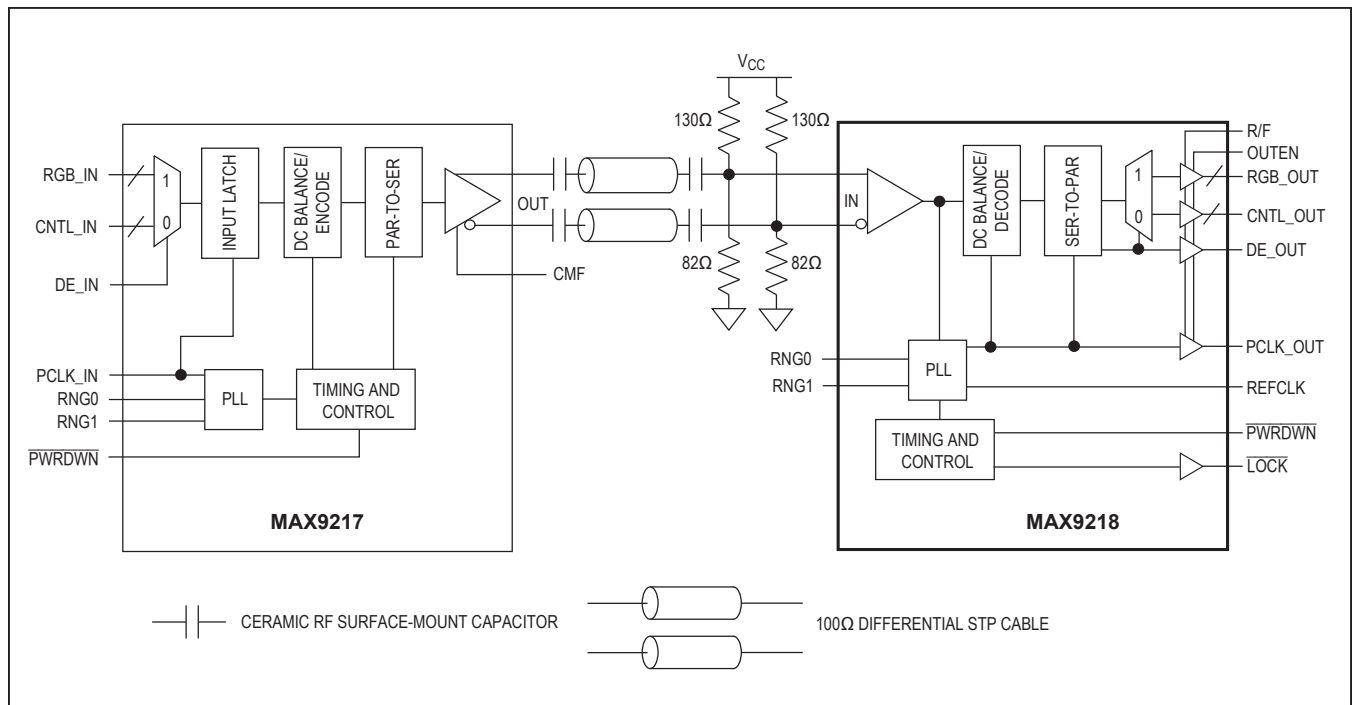 VCC
130Ω
130Ω
RGB_IN
CNTL_IN
DE_IN
PCLK_IN
RNG0
RNG1
PWRDWN
1
0
INPUT LATCH
DC BALANCE/
ENCODE
PAR-TO-SER
PLL
TIMING AND
CONTROL
MAX9217
OUT
CMF
82Ω
82Ω
IN
RNG0
RNG1
DC BALANCE/
DECODE
SER-TO-PAR
1
0
PLL
TIMING AND
CONTROL
MAX9218
R/F
OUTEN
RGB_OUT
CNTL_OUT
DE_OUT
PCLK_OUT
REFCLK
PWRDWN
LOCK
CERAMIC RF SURFACE-MOUNT CAPACITOR
100Ω DIFFERENTIAL STP CABLE